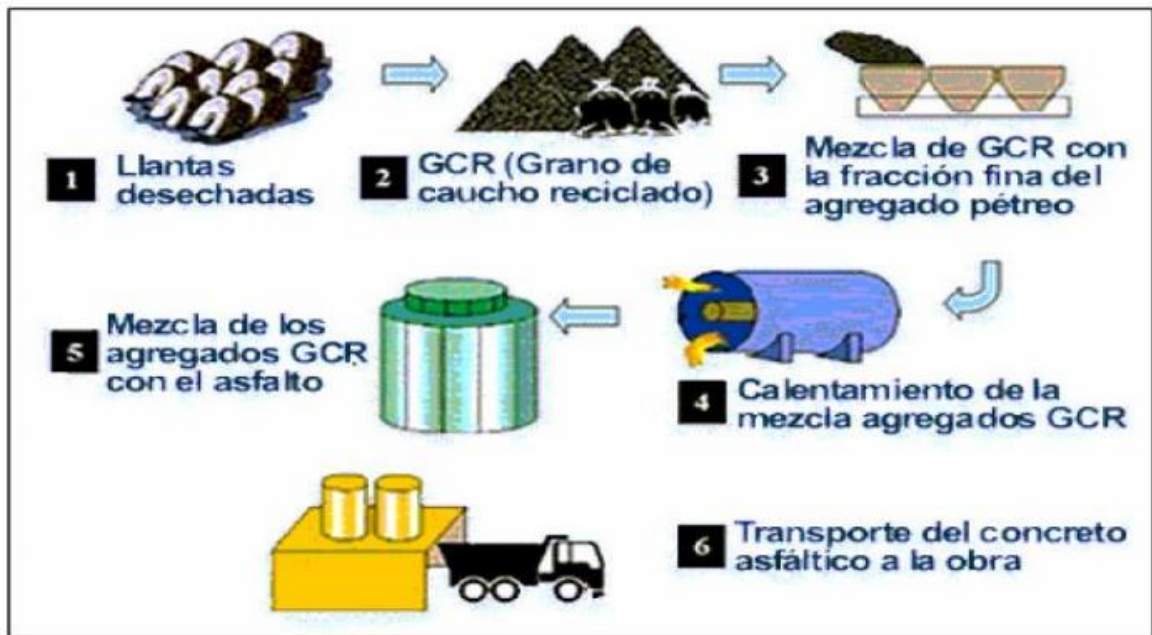 1 Llantas
desechadas
2 GCR (Grano de
caucho reciclado)
3 Mezcla de GCR con
la fracción fina del
agregado pétreo
4 Calentamiento de la
mezcla agregados GCR
5 Mezcla de los
agregados GCR
con el asfalto
6 Transporte del concreto
asfáltico a la obra